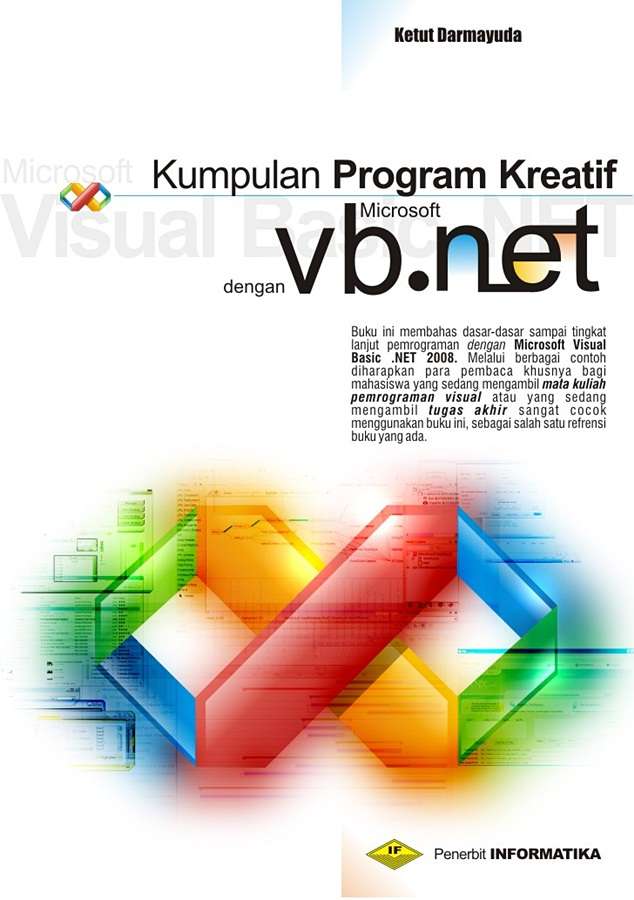 Ketut Darmayuda
Microsoft
Kumpulan Program Kreatif
Visual Basic .NET
Microsoft
dengan vb.net
Buku ini membahas dasar-dasar sampai tingkat
lanjut pemrograman dengan Microsoft Visual
Basic .NET 2008. Melalui berbagai contoh
diharapkan para pembaca khusnya bagi
mahasiswa yang sedang mengambil mata kuliah
pemrograman visual atau yang sedang
mengambil tugas akhir sangat cocok
menggunakan buku ini, sebagai salah satu refrensi
buku yang ada.
IF
Penerbit INFORMATIKA